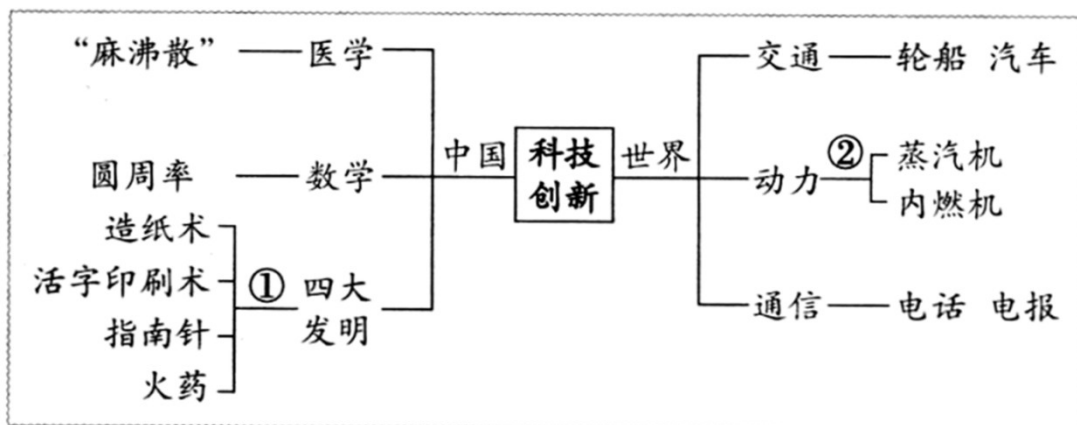 “麻沸散” 医学
圆周率 数学
造纸术
活字印刷术
指南针
火药
① 四大
发明
中国
科技
创新
世界
交通 轮船 汽车
动力 ② 蒸汽机
内燃机
通信 电话 电报